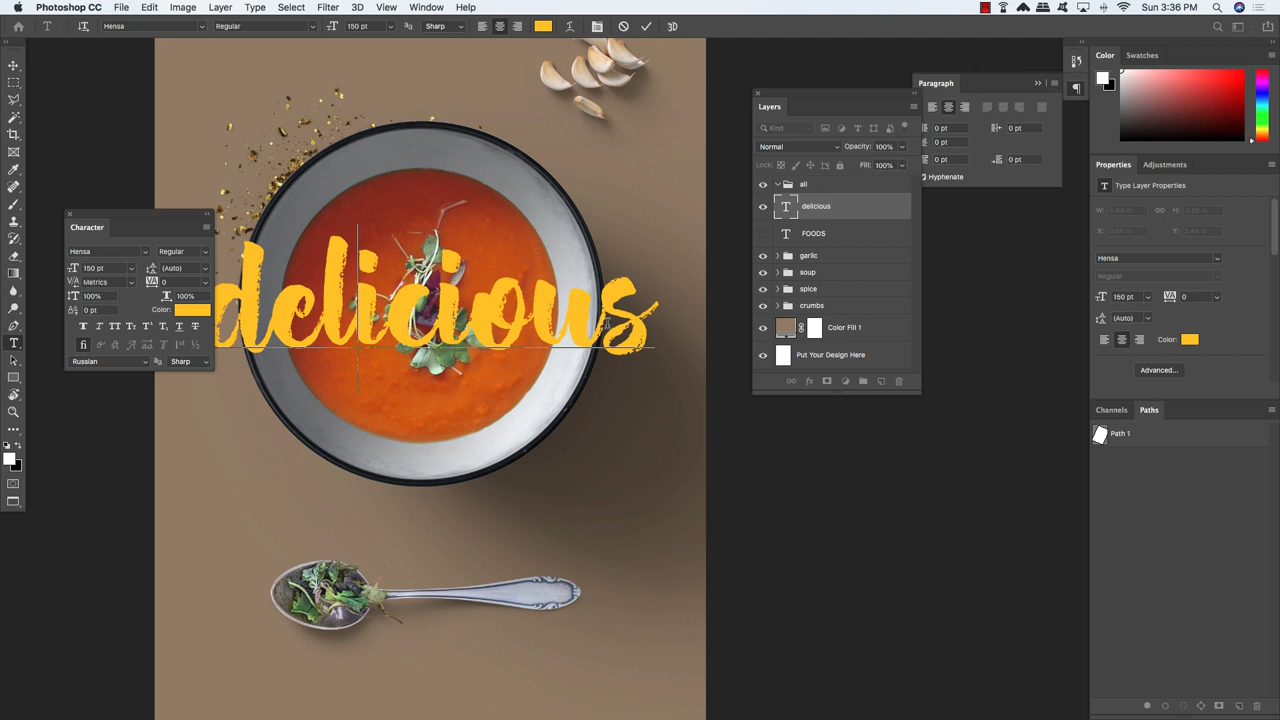 Photoshop CC File Edit Image Layer Type Select Filter 3D View Window Help Sun 3:36 PM
Hensa Regular 150 pt Sharp 3D
Color Swatches
Paragraph
0 pt 0 pt
0 pt
0 pt 0 pt
Hyphenate
Layers
Kind
Normal Opacity: 100%
Lock: Fill: 100%
all
delicious
FOODS
garlic
soup
spice
crumbs
Color Fill 1
Put Your Design Here
Character
Hensa Regular
150 pt (Auto)
Metrics 0
100% 100%
0 pt Color:
Russian Sharp
delicious
Properties Adjustments
Type Layer Properties
Hensa
Regular
150 pt 0
(Auto)
Color:
Advanced...
Channels Paths
Path 1